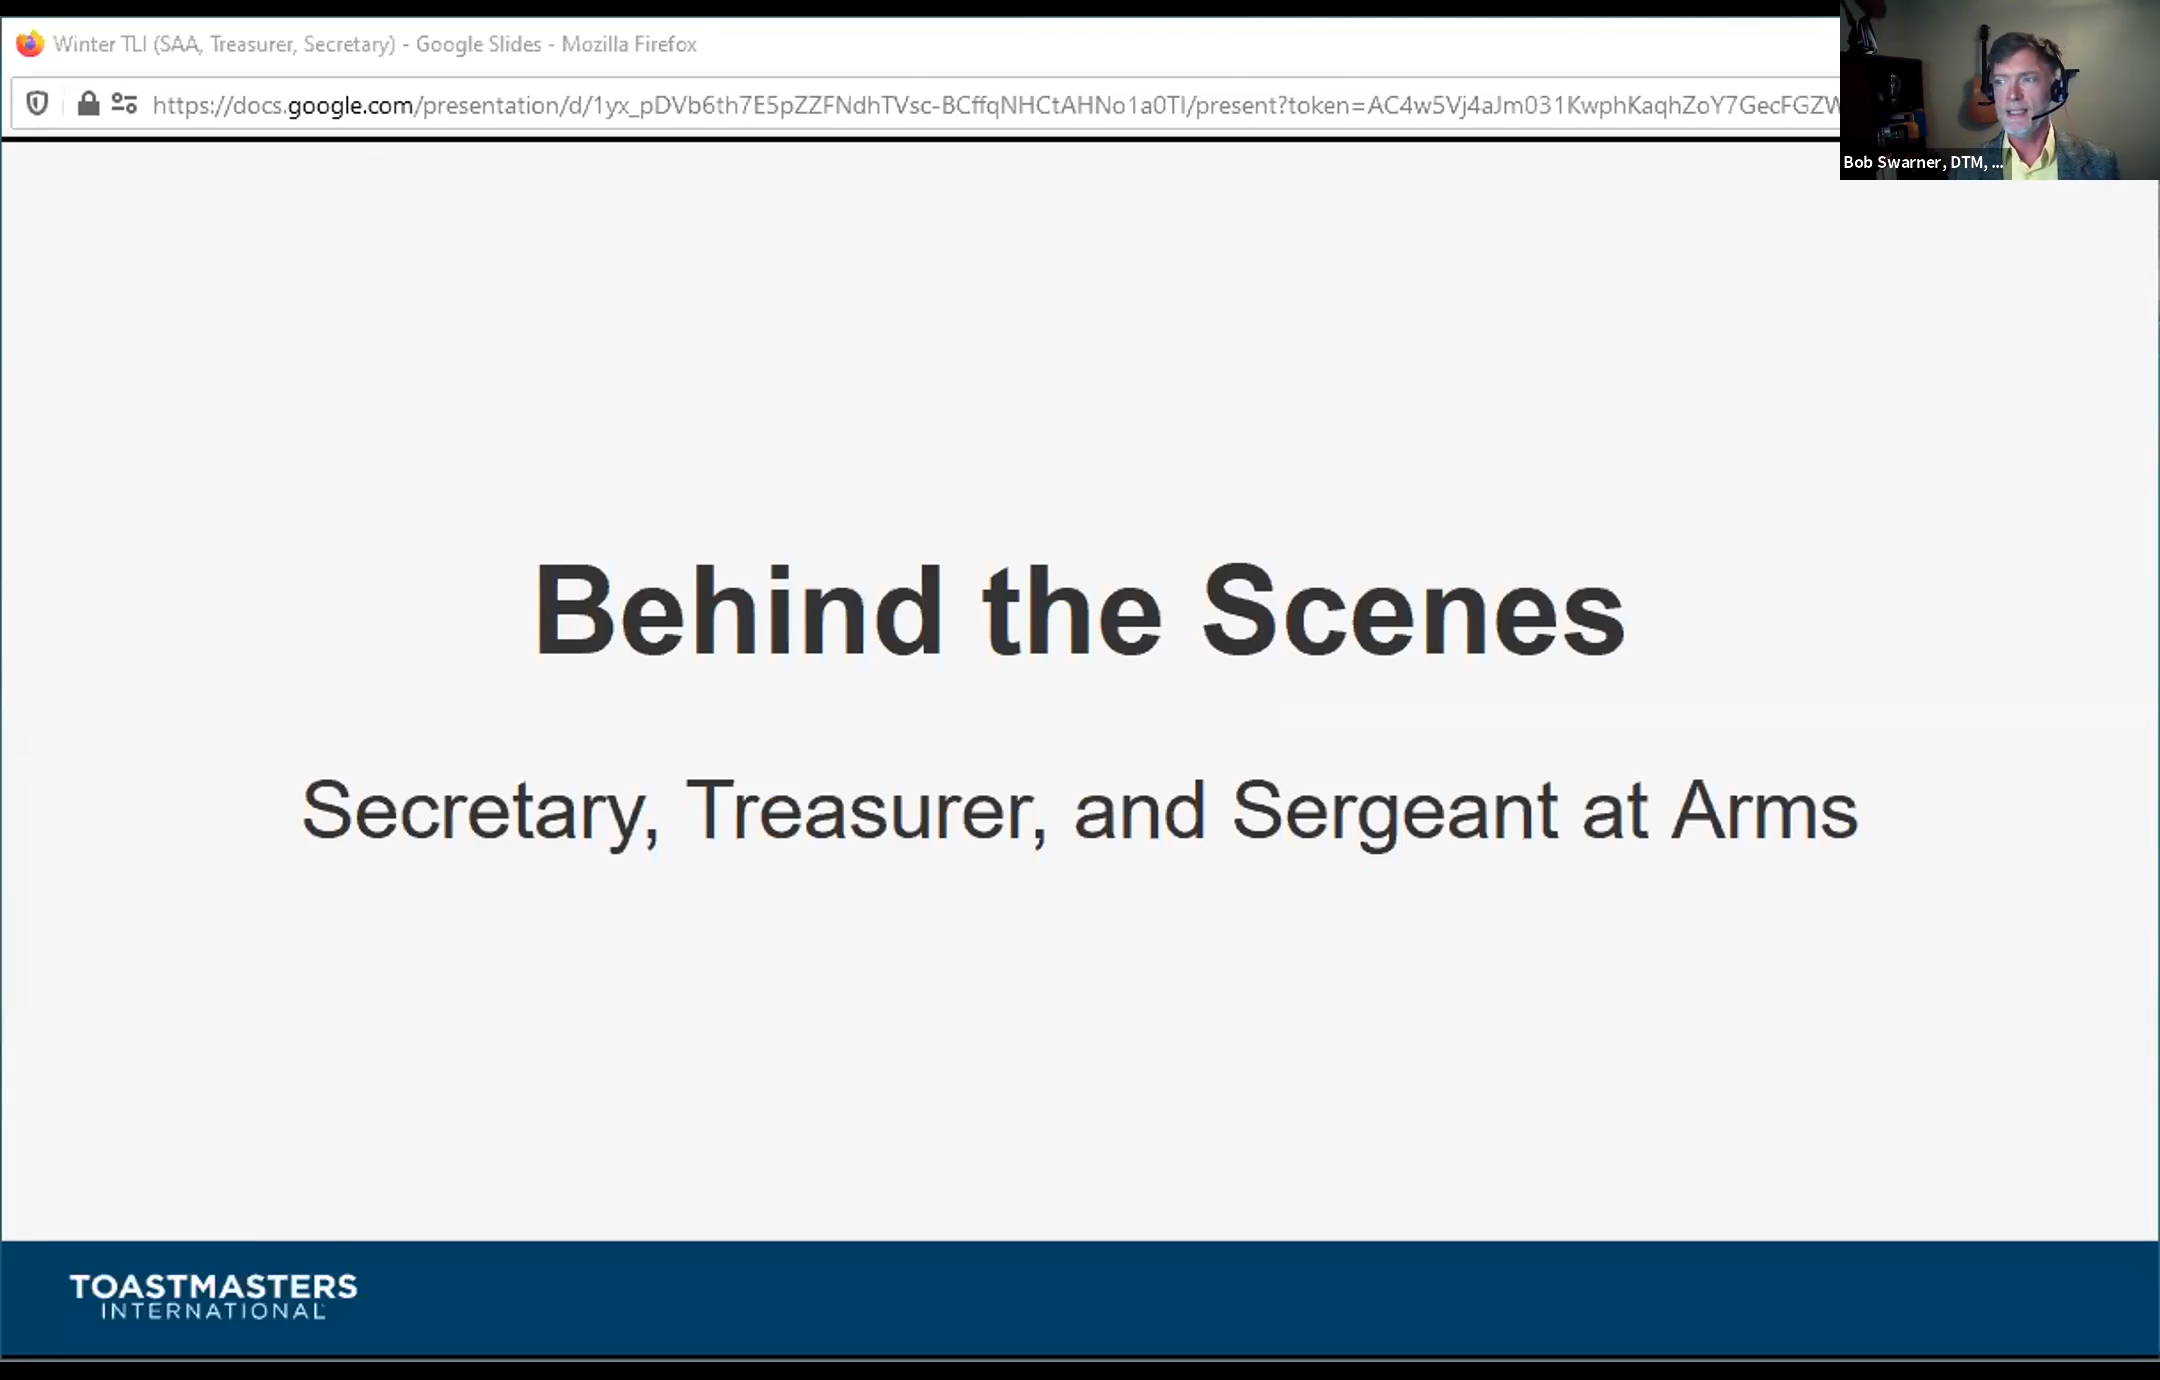 Winter TLI (SAA, Treasurer, Secretary) - Google Slides - Mozilla Firefox
https://docs.google.com/presentation/d/1yx_pDVb6th7E5pZZFNdhTVsc-BCffqNHCtAHNo1a0TI/present?token=AC4w5Vj4aJm031KwphKaqhZoY7GecFGZW
Bob Swarner, DTM, ...
Behind the Scenes
Secretary, Treasurer, and Sergeant at Arms
TOASTMASTERS
INTERNATIONAL